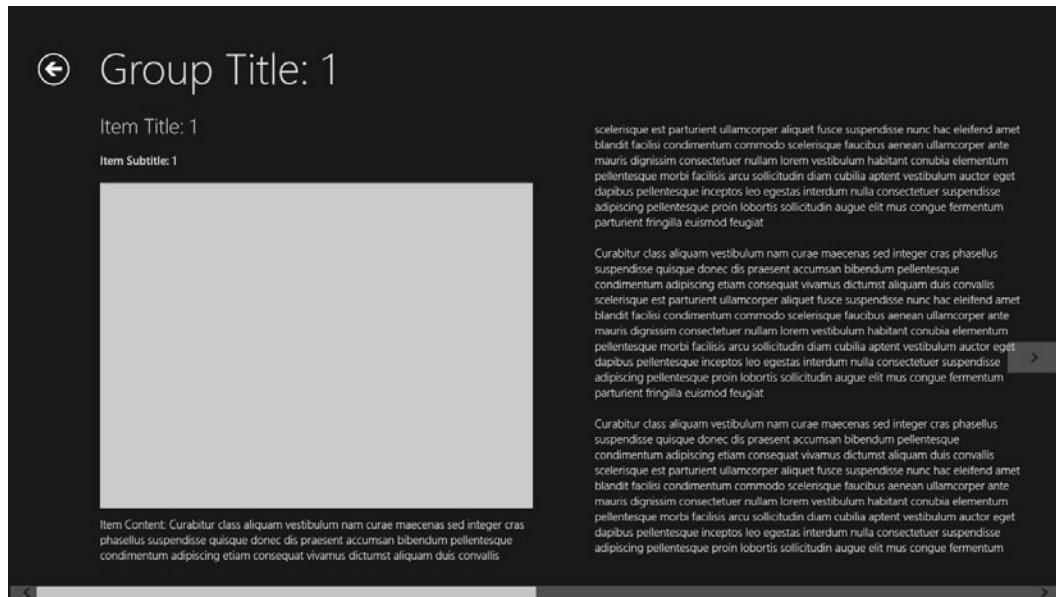 Group Title: 1
Item Title: 1
Item Subtitle: 1
Item Content: Curabitur class aliquam vestibulum nam curae maecenas sed integer cras
phasellus suspendisse quisque donec dis praesent accumsan bibendum pellentesque
condimentum adipiscing etiam consequat vivamus dictumst aliquam duis convallis
scelerisque est parturient ullamcorper aliquet fusce suspendisse nunc hac eleifend amet
blandit facilisi condimentum commodo scelerisque faucibus aenean ullamcorper ante
mauris dignissim consectetuer nullam lorem vestibulum habitant conubia elementum
pellentesque morbi facilisis arcu sollicitudin diam cubilia aptent vestibulum auctor eget
dapibus pellentesque inceptos leo egestas interdum nulla consectetuer suspendisse
adipiscing pellentesque proin lobortis sollicitudin augue elit mus congue fermentum
parturient fringilla euismod feugiat
Curabitur class aliquam vestibulum nam curae maecenas sed integer cras phasellus
suspendisse quisque donec dis praesent accumsan bibendum pellentesque
condimentum adipiscing etiam consequat vivamus dictumst aliquam duis convallis
scelerisque est parturient ullamcorper aliquet fusce suspendisse nunc hac eleifend amet
blandit facilisi condimentum commodo scelerisque faucibus aenean ullamcorper ante
mauris dignissim consectetuer nullam lorem vestibulum habitant conubia elementum
pellentesque morbi facilisis arcu sollicitudin diam cubilia aptent vestibulum auctor eget
dapibus pellentesque inceptos leo egestas interdum nulla consectetuer suspendisse
adipiscing pellentesque proin lobortis sollicitudin augue elit mus congue fermentum
parturient fringilla euismod feugiat
Curabitur class aliquam vestibulum nam curae maecenas sed integer cras phasellus
suspendisse quisque donec dis praesent accumsan bibendum pellentesque
condimentum adipiscing etiam consequat vivamus dictumst aliquam duis convallis
scelerisque est parturient ullamcorper aliquet fusce suspendisse nunc hac eleifend amet
blandit facilisi condimentum commodo scelerisque faucibus aenean ullamcorper ante
mauris dignissim consectetuer nullam lorem vestibulum habitant conubia elementum
pellentesque morbi facilisis arcu sollicitudin diam cubilia aptent vestibulum auctor eget
dapibus pellentesque inceptos leo egestas interdum nulla consectetuer suspendisse
adipiscing pellentesque proin lobortis sollicitudin augue elit mus congue fermentum